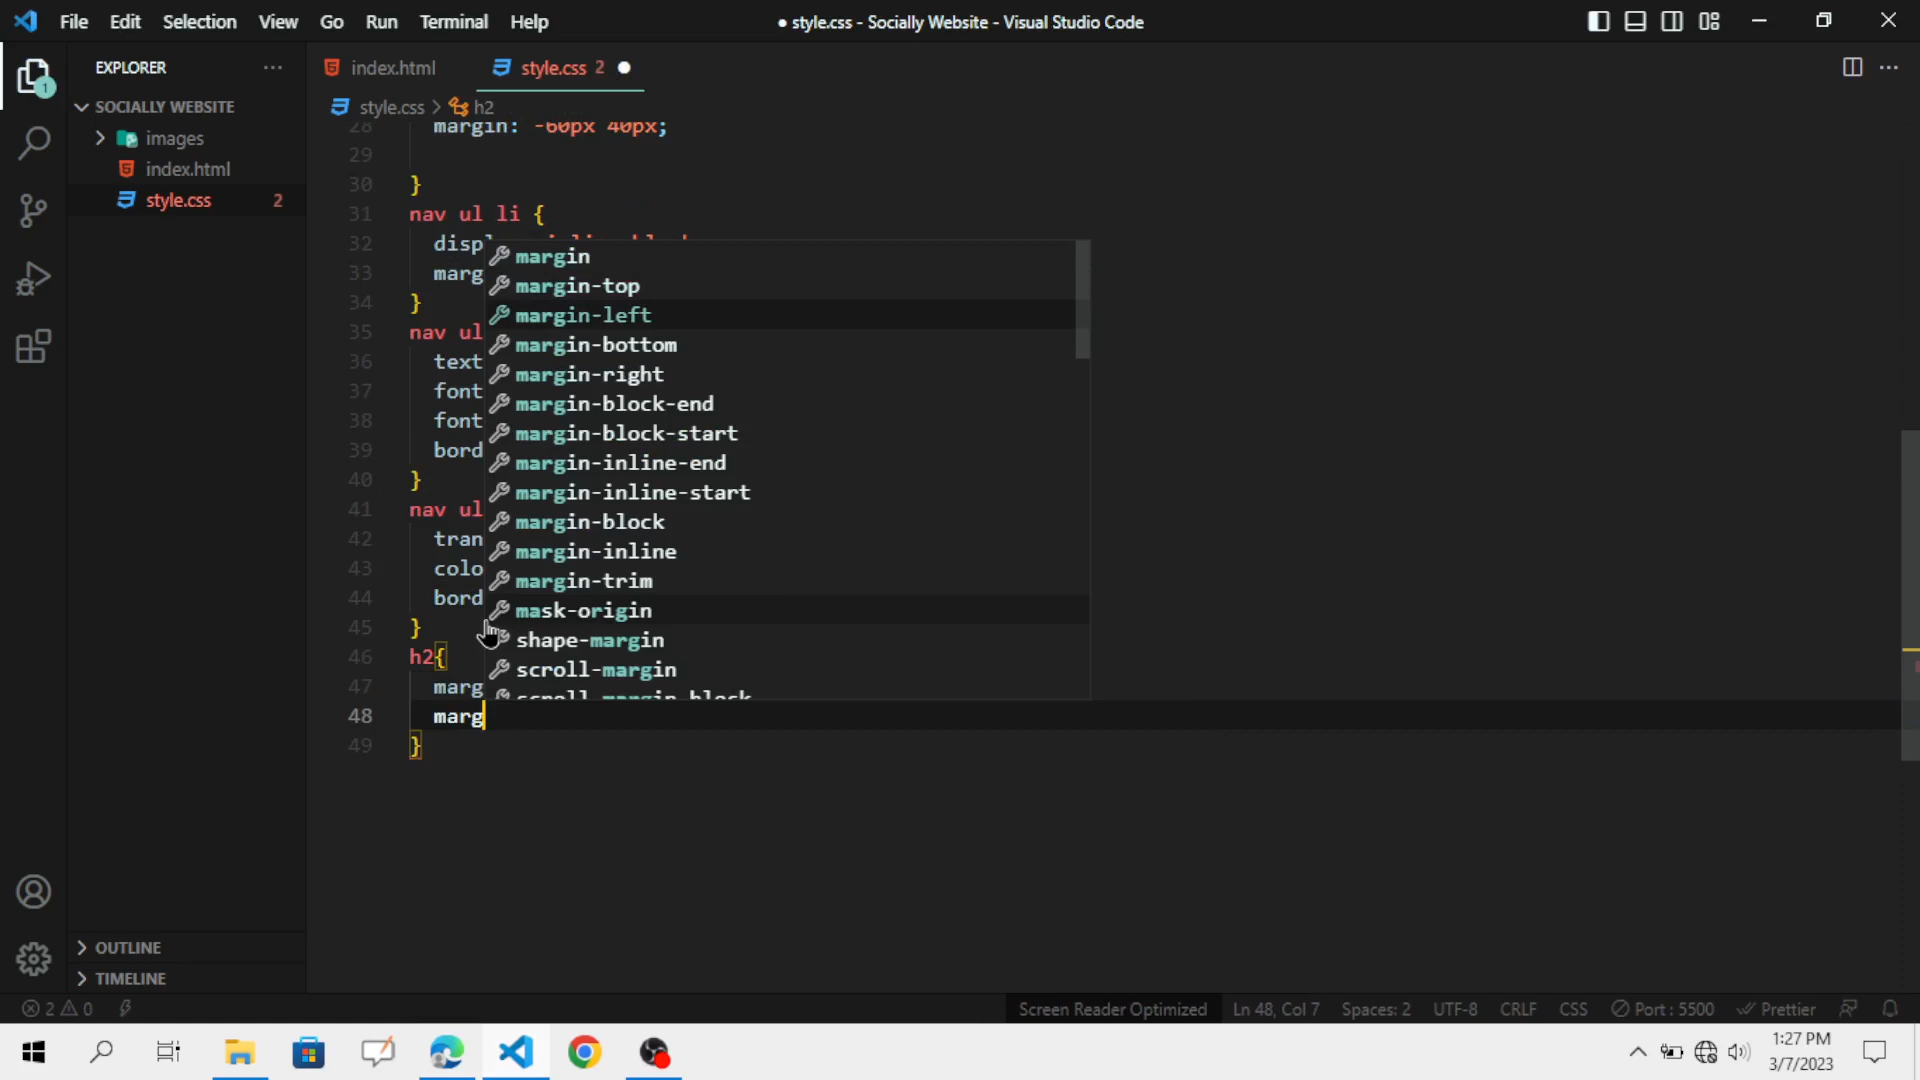 File Edit Selection View Go Run Terminal Help
● style.css - Socially Website - Visual Studio Code
EXPLORER
index.html
style.css 2
SOCIALLY WEBSITE
images
index.html
style.css 2
style.css > h2
28 margin: -60px 40px;
29
30 }
31 nav ul li {
32 disp
33 marg
34 }
35 nav ul
36 text
37 font
38 font
39 bord
40 }
41 nav ul
42 tran
43 colo
44 bord
45 }
46 h2{
47 marg
48 marg
49 }
margin
margin-top
margin-left
margin-bottom
margin-right
margin-block-end
margin-block-start
margin-inline-end
margin-inline-start
margin-block
margin-inline
margin-trim
mask-origin
shape-margin
scroll-margin
scroll-margin-block
OUTLINE
TIMELINE
2 0
Screen Reader Optimized Ln 48, Col 7 Spaces: 2 UTF-8 CRLF CSS Port : 5500 Prettier
1:27 PM
3/7/2023
1